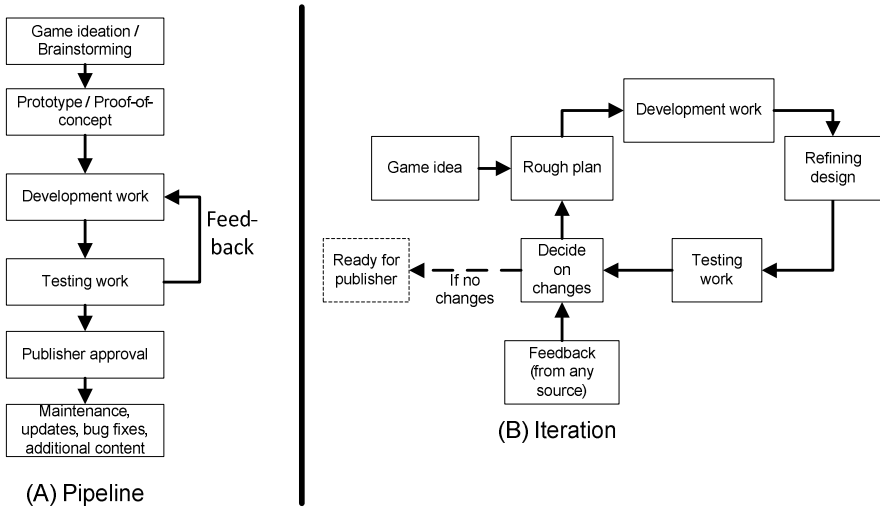 Game ideation /
Brainstorming
Prototype / Proof-of-
concept
Development work
Feed-
back
Testing work
Publisher approval
Maintenance,
updates, bug fixes,
additional content
(A) Pipeline
Development work
Game idea
Rough plan
Refining
design
Ready for
publisher
If no
changes
Decide
on
changes
Testing
work
Feedback
(from any
source)
(B) Iteration